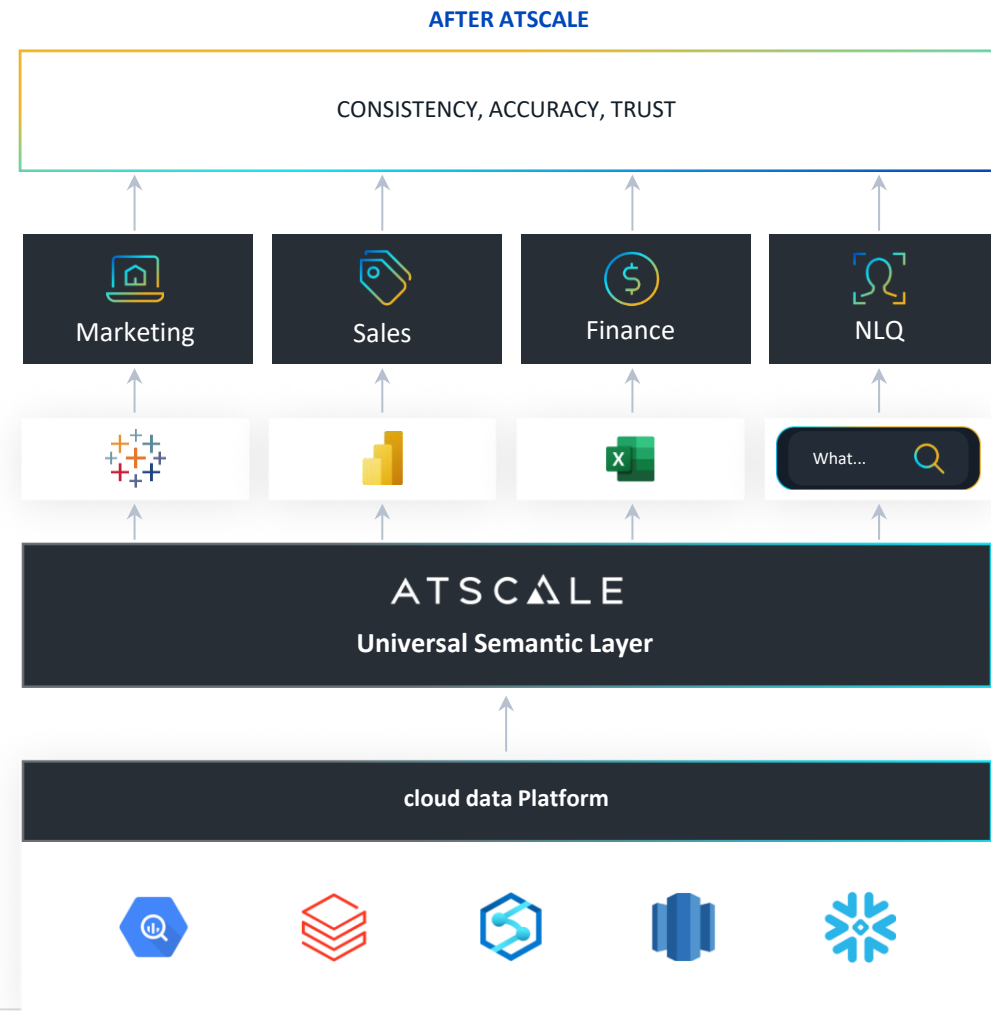 AFTER ATSCALE
CONSISTENCY, ACCURACY, TRUST
Marketing
Sales
Finance
NLQ
X
What...
ATSCALE
Universal Semantic Layer
cloud data Platform